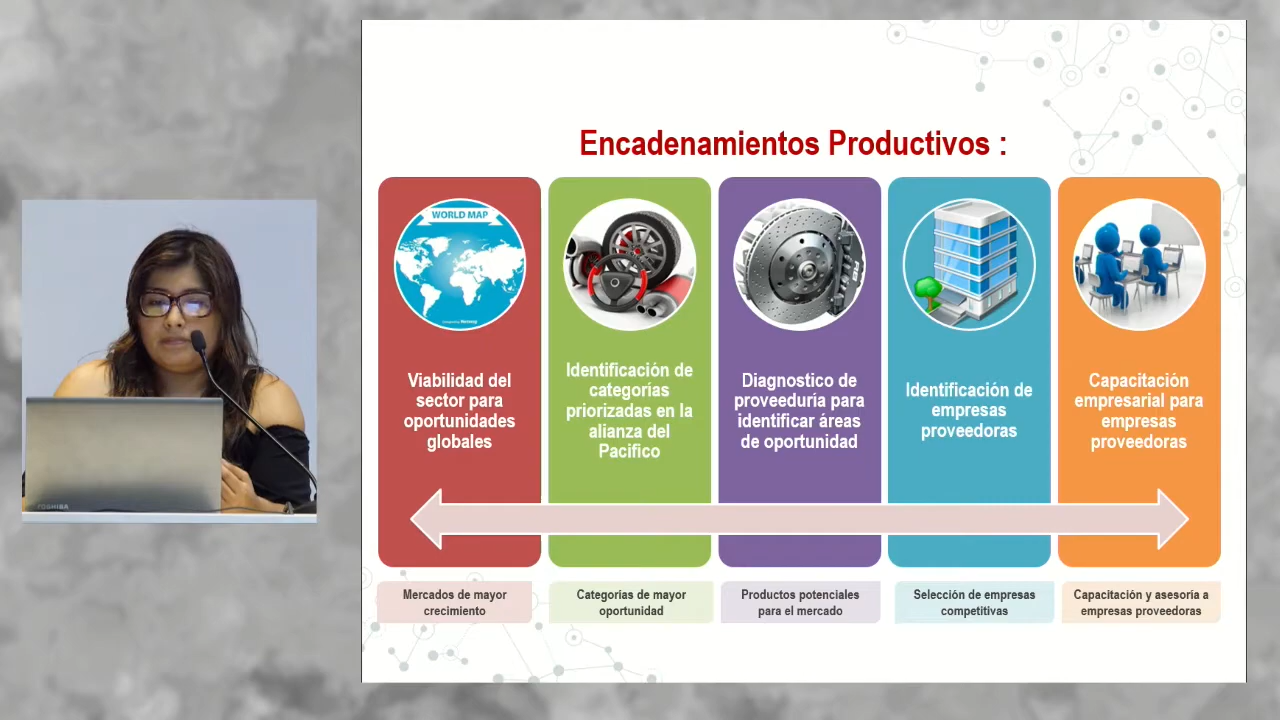 Encadenamientos Productivos :
WORLD MAP
Viabilidad del
sector para
oportunidades
globales
Identificación de
categorías
priorizadas en la
alianza del
Pacifico
Diagnostico de
proveeduría para
identificar áreas
de oportunidad
Identificación de
empresas
proveedoras
Capacitación
empresarial para
empresas
proveedoras
Mercados de mayor
crecimiento
Categorías de mayor
oportunidad
Productos potenciales
para el mercado
Selección de empresas
competitivas
Capacitación y asesoría a
empresas proveedoras
TOSHIBA